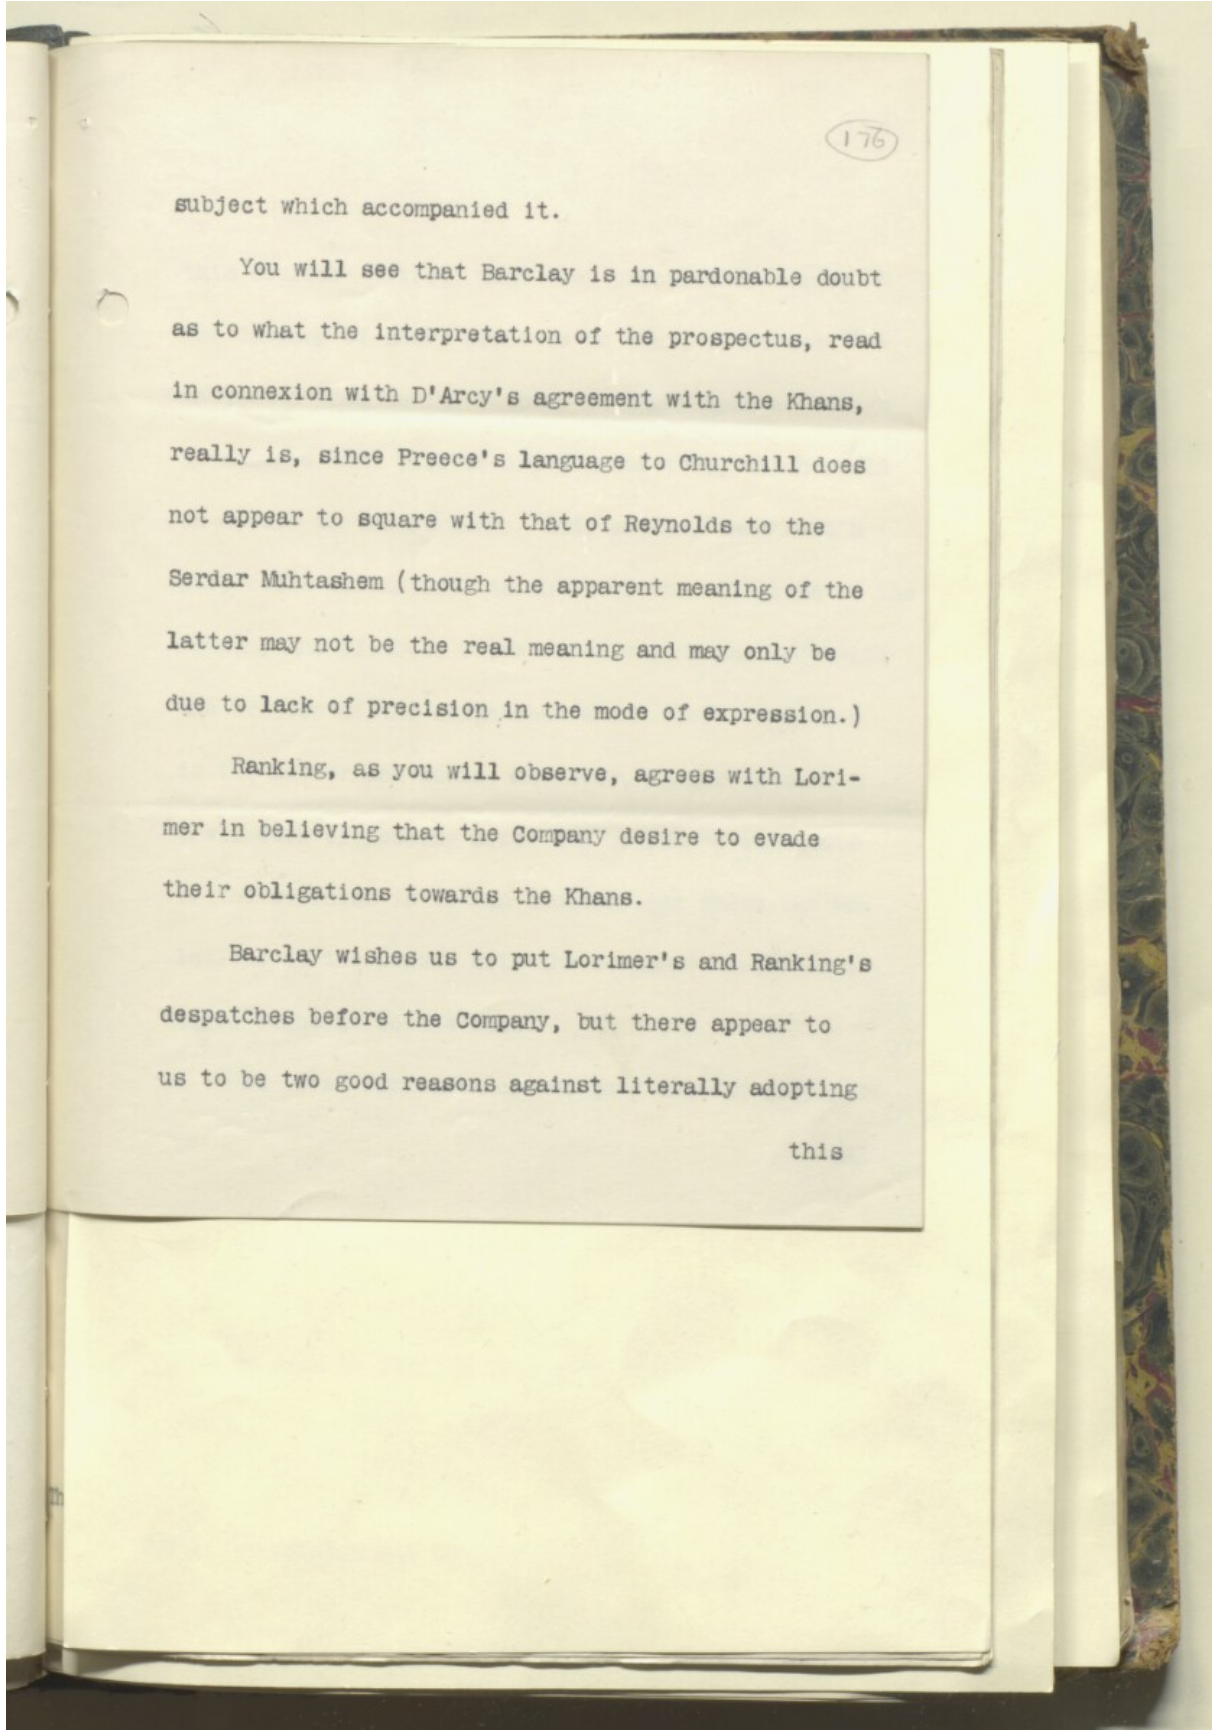 176
subject which accompanied it.
You will see that Barclay is in pardonable doubt
as to what the interpretation of the prospectus, read
in connexion with D'Arcy's agreement with the Khans,
really is, since Preece's language to Churchill does
not appear to square with that of Reynolds to the
Serdar Muhtashem (though the apparent meaning of the
latter may not be the real meaning and may only be
due to lack of precision in the mode of expression.)
Ranking, as you will observe, agrees with Lori-
mer in believing that the Company desire to evade
their obligations towards the Khans.
Barclay wishes us to put Lorimer's and Ranking's
despatches before the Company, but there appear to
us to be two good reasons against literally adopting
this
Th